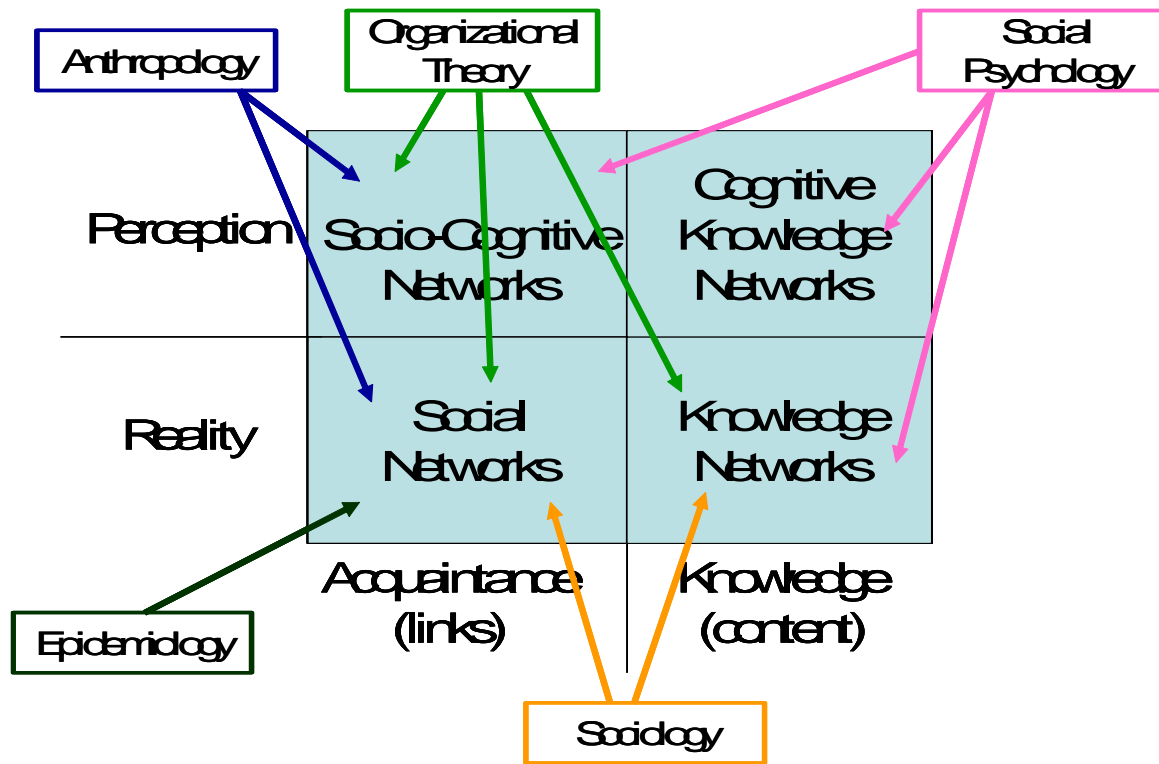 Anthropology
Organizational
Theory
Social
Psychology
Perception
Socio-Cognitive
Networks
Cognitive
Knowledge
Networks
Reality
Social
Networks
Knowledge
Networks
Acquaintance
(links)
Knowledge
(content)
Epidemiology
Sociology